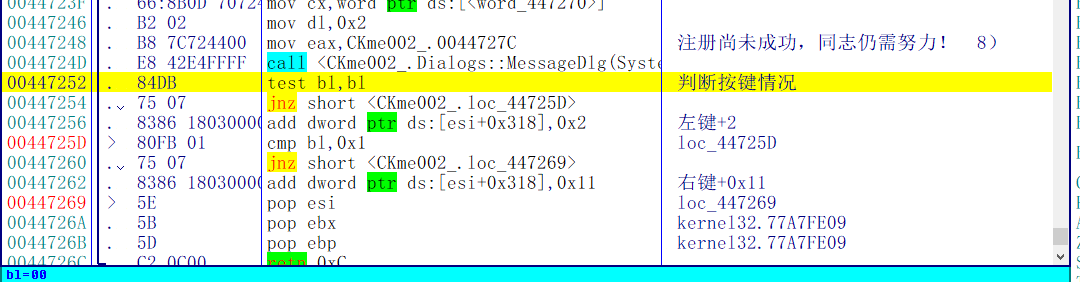 0044723F . 66:8B0D 70724 mov cx,word ptr ds:[<word_447270>]
00447246 . B2 02 mov dl,0x2
00447248 . B8 7C724400 mov eax,CKme002_.0044727C 注册尚未成功，同志仍需努力！ 8）
0044724D . E8 42E4FFFF call <CKme002_.Dialogs::MessageDlg(Syste
00447252 . 84DB test bl,bl 判断按键情况
00447254 . 75 07 jnz short <CKme002_.loc_44725D>
00447256 . 8386 18030000 add dword ptr ds:[esi+0x318],0x2 左键+2
0044725D > 80FB 01 cmp bl,0x1 loc_44725D
00447260 . 75 07 jnz short <CKme002_.loc_447269>
00447262 . 8386 18030000 add dword ptr ds:[esi+0x318],0x11 右键+0x11
00447269 > 5E pop esi loc_447269
0044726A . 5B pop ebx kernel32.77A7FE09
0044726B . 5D pop ebp kernel32.77A7FE09
0044726C . C2 0C00 retn 0xC
bl=00